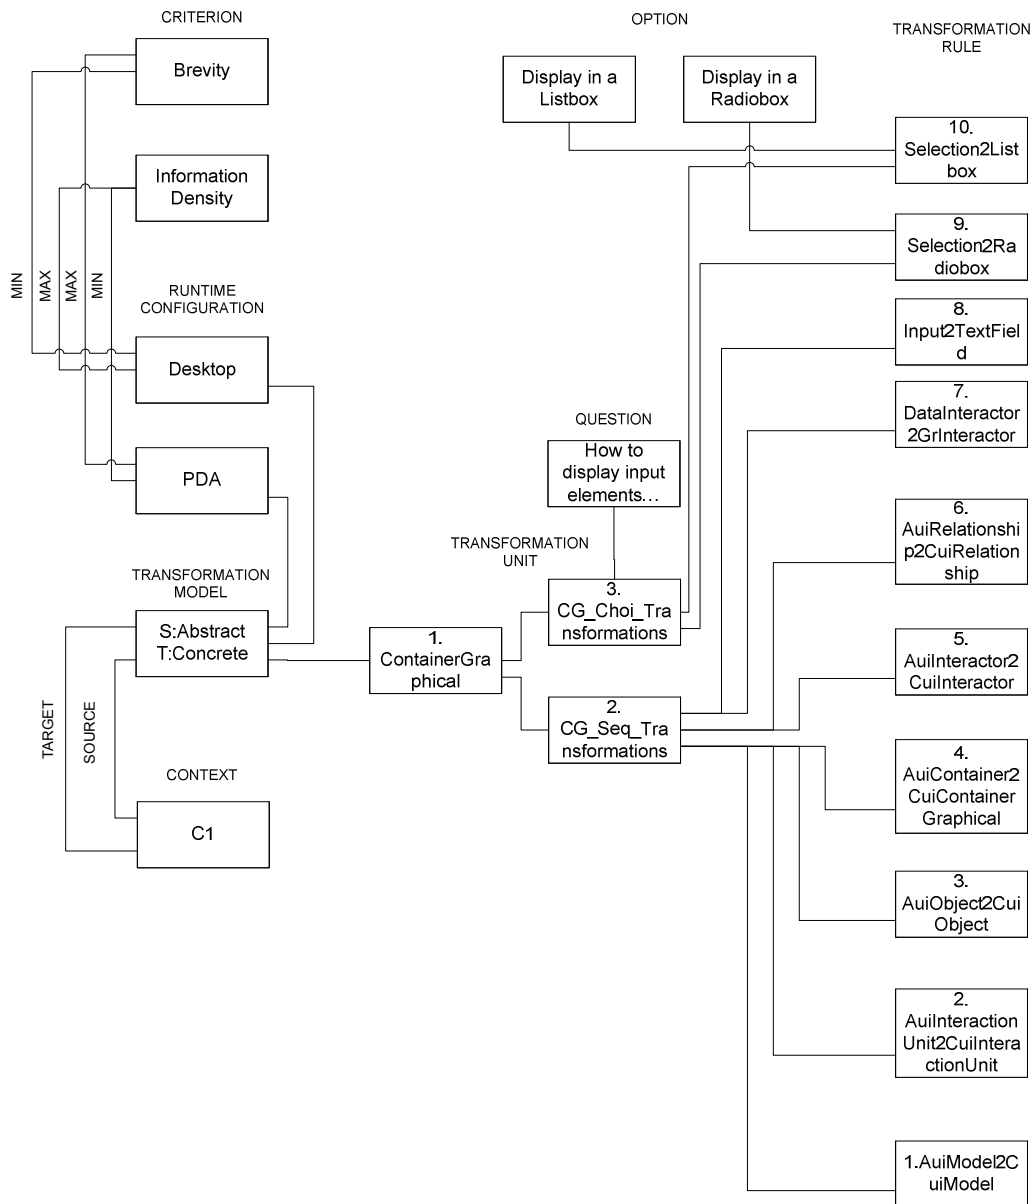 CRITERION
Brevity
Information
Density
MIN
MAX
MAX
MIN
RUNTIME
CONFIGURATION
Desktop
PDA
TRANSFORMATION
MODEL
S:Abstract
T:Concrete
TARGET
SOURCE
CONTEXT
C1
1.
ContainerGra
phical
OPTION
Display in a
Listbox
Display in a
Radiobox
QUESTION
How to
display input
elements...
TRANSFORMATION
UNIT
3.
CG_Choi_Tra
nsformations
2.
CG_Seq_Tra
nsformations
TRANSFORMATION
RULE
10.
Selection2List
box
9.
Selection2Ra
diobox
8.
Input2TextFiel
d
7.
DataInteractor
2GrInteractor
6.
AuiRelationshi
p2CuiRelation
ship
5.
AuiInteractor2
CuiInteractor
4.
AuiContainer2
CuiContainer
Graphical
3.
AuiObject2Cui
Object
2.
AuiInteraction
Unit2CuiIntera
ctionUnit
1.AuiModel2C
uiModel